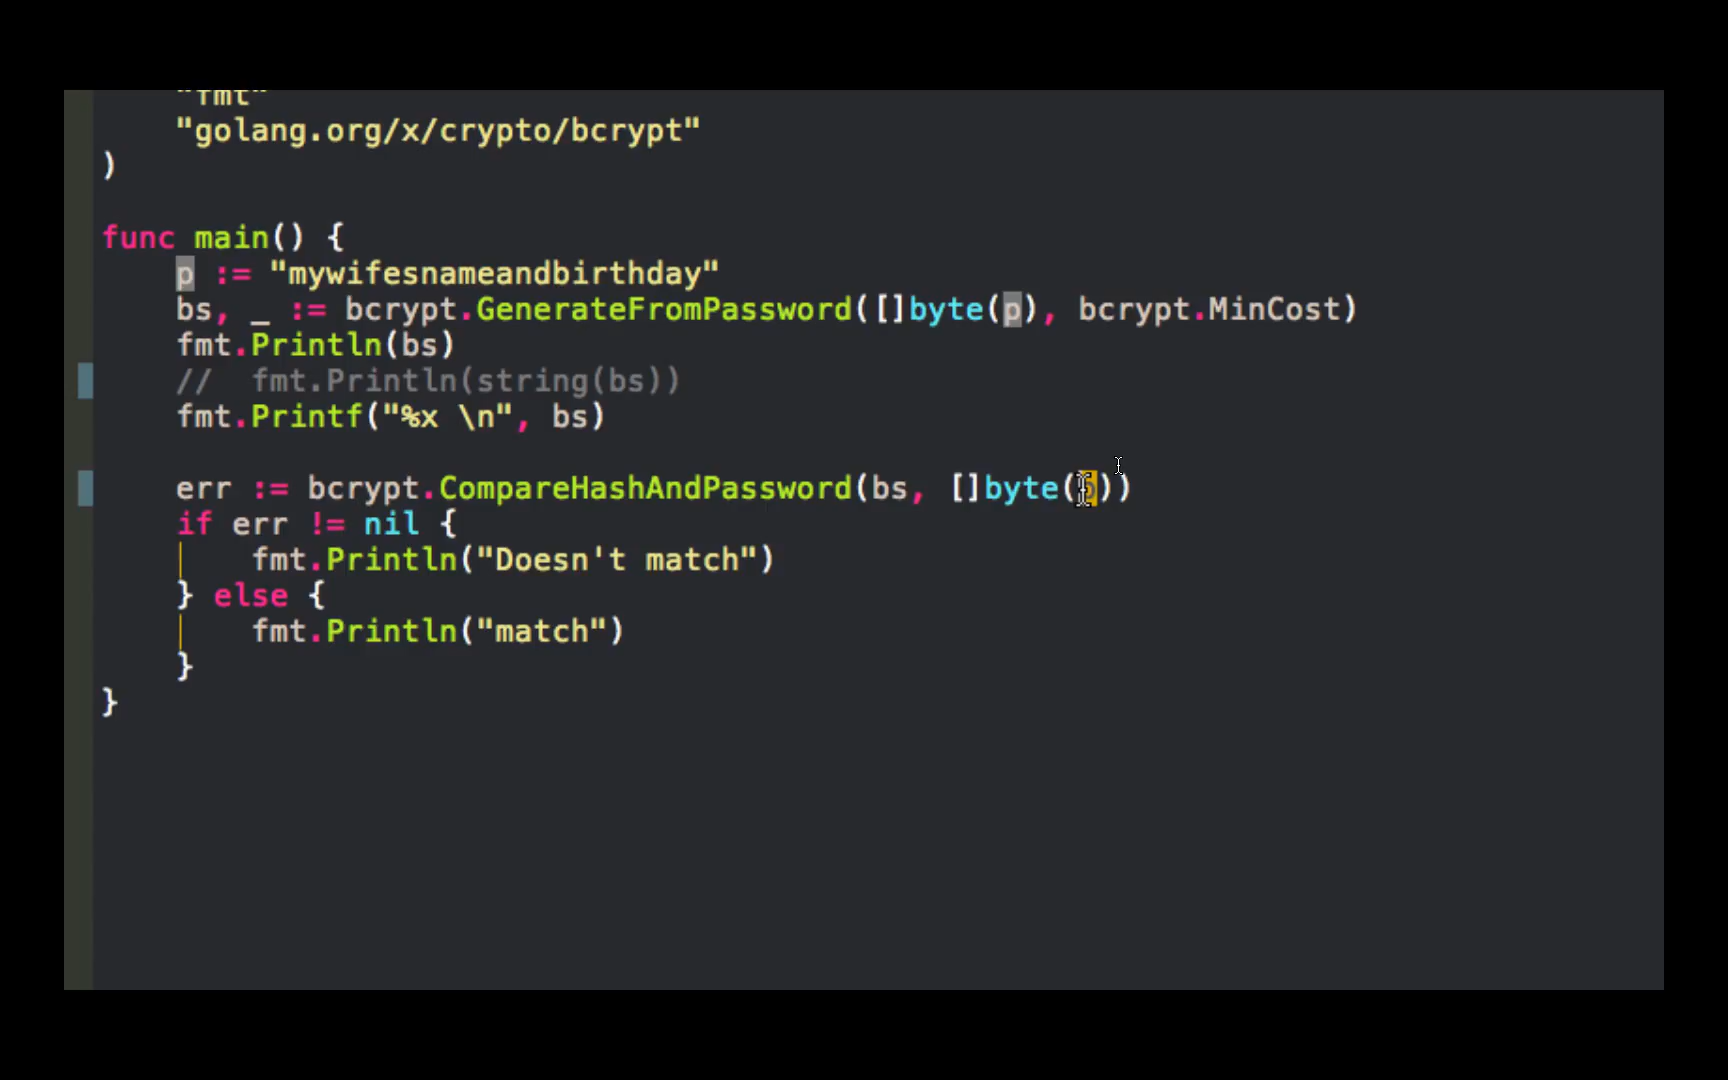 "fmt"
"golang.org/x/crypto/bcrypt"
)
func main() {
p := "mywifesnameandbirthday"
bs, _ := bcrypt.GenerateFromPassword([]byte(p), bcrypt.MinCost)
fmt.Println(bs)
//  fmt.Println(string(bs))
fmt.Printf("%x \n", bs)
err := bcrypt.CompareHashAndPassword(bs, []byte(p))
if err != nil {
fmt.Println("Doesn't match")
} else {
fmt.Println("match")
}
}